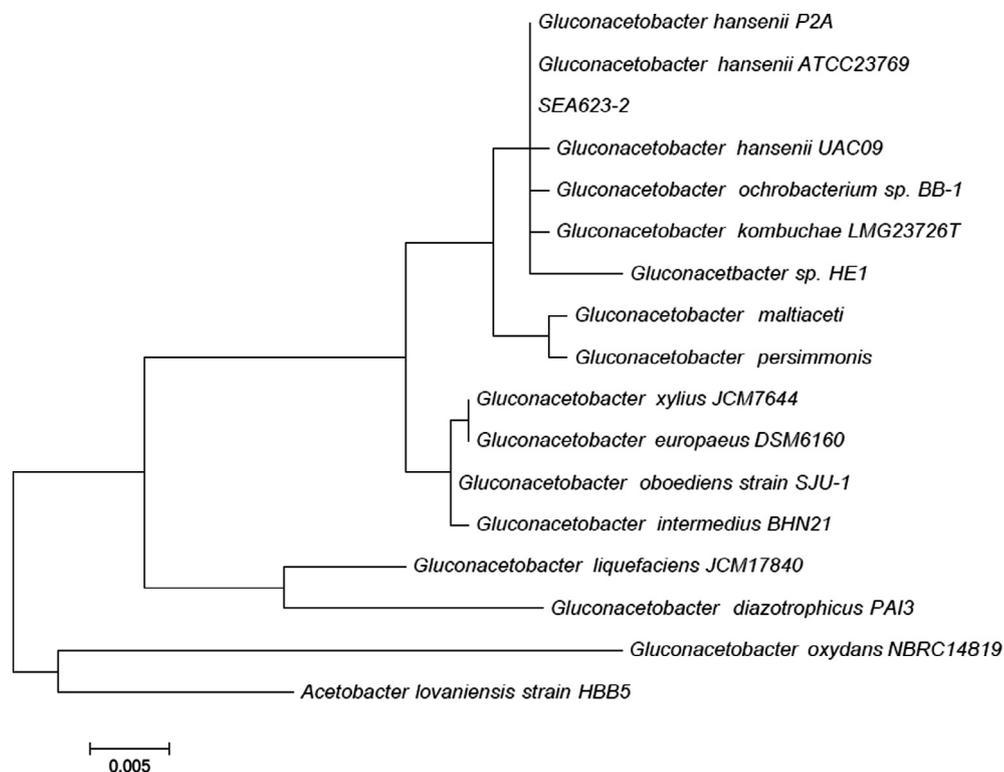 Gluconacetobacter hansenii P2A
Gluconacetobacter hansenii ATCC23769
SEA623-2
Gluconacetobacter hansenii UAC09
Gluconacetobacter ochrobacterium sp. BB-1
Gluconacetobacter kombuchae LMG23726T
Gluconacetbacter sp. HE1
Gluconacetobacter maltiaceti
Gluconacetobacter persimmonis
Gluconacetobacter xylius JCM7644
Gluconacetobacter europaeus DSM6160
Gluconacetobacter oboediens strain SJU-1
Gluconacetobacter intermedius BHN21
Gluconacetobacter liquefaciens JCM17840
Gluconacetobacter diazotrophicus PAI3
Gluconacetobacter oxydans NBRC14819
Acetobacter lovaniensis strain HBB5
0.005